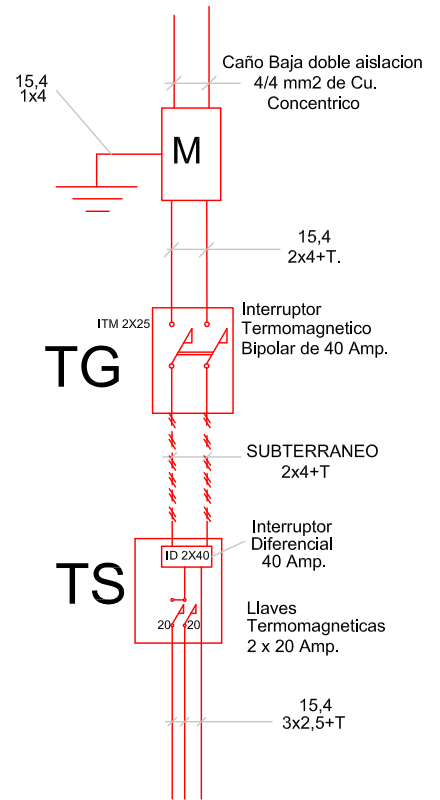 Caño Baja doble aislacion
4/4 mm2 de Cu.
Concentrico
15,4
1x4
M
15,4
2x4+T.
ITM 2X25
Interruptor
Termomagnetico
Bipolar de 40 Amp.
TG
SUBTERRANEO
2x4+T
Interruptor
Diferencial
40 Amp.
ID 2X40
TS
Llaves
Termomagneticas
2 x 20 Amp.
20 20
15,4
3x2,5+T